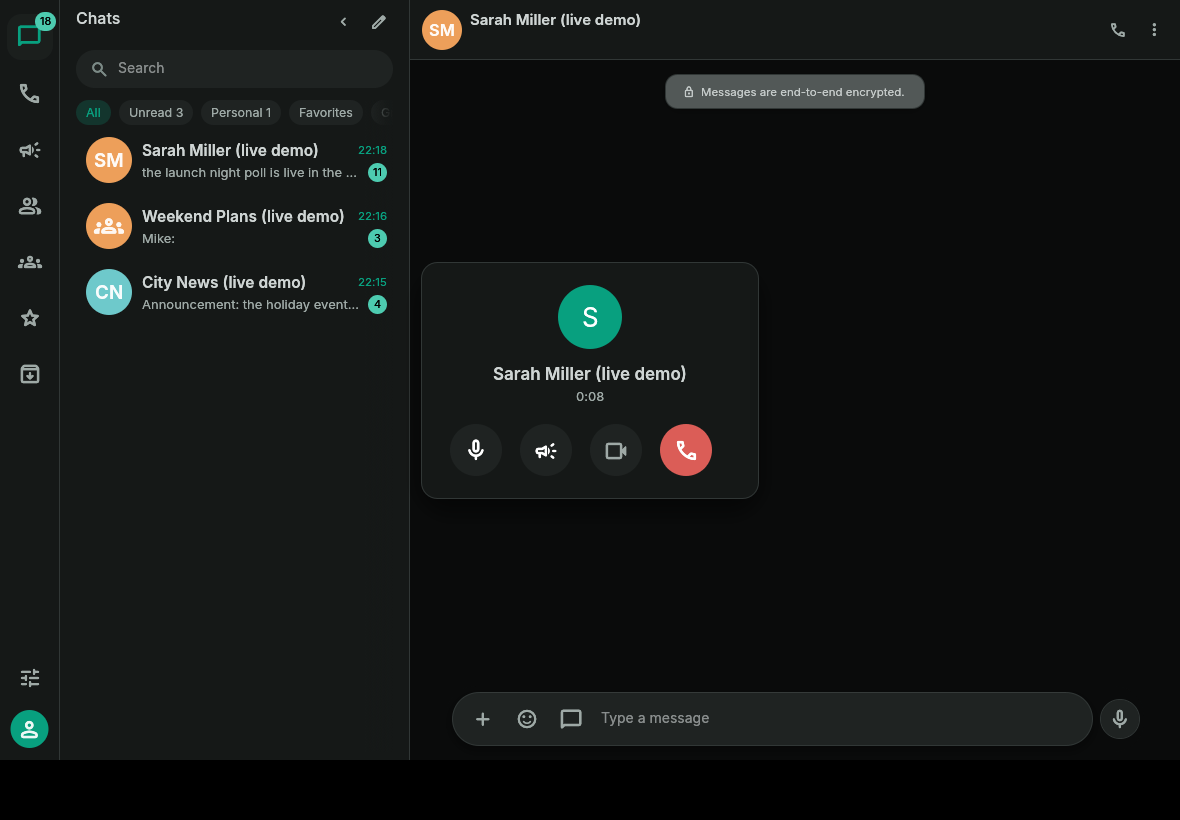 18
Chats
Search
All
Unread 3
Personal 1
Favorites
G
SM
Sarah Miller (live demo)
22:18
the launch night poll is live in the ...
11
Weekend Plans (live demo)
22:16
Mike:
3
CN
City News (live demo)
22:15
Announcement: the holiday event...
4
SM
Sarah Miller (live demo)
Messages are end-to-end encrypted.
S
Sarah Miller (live demo)
0:08
Type a message